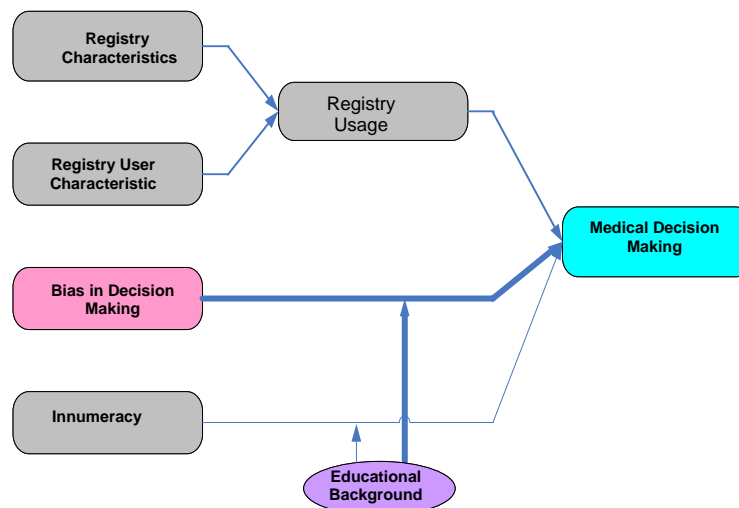 Registry
Characteristics
Registry
Usage
Registry User
Characteristic
Medical Decision
Making
Bias in Decision
Making
Innumeracy
Educational
Background